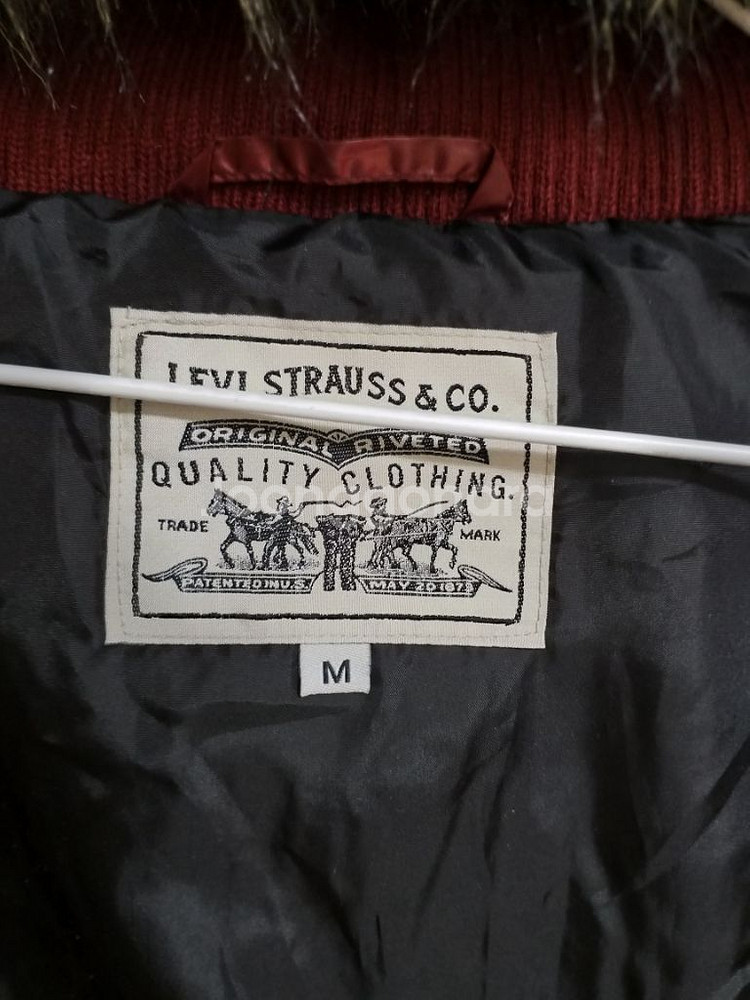 LEVI STRAUSS & CO.
ORIGINAL RIVETED
QUALITY CLOTHING.
TRADE MARK
PATENTED IN U.S. MAY 20 1873
M